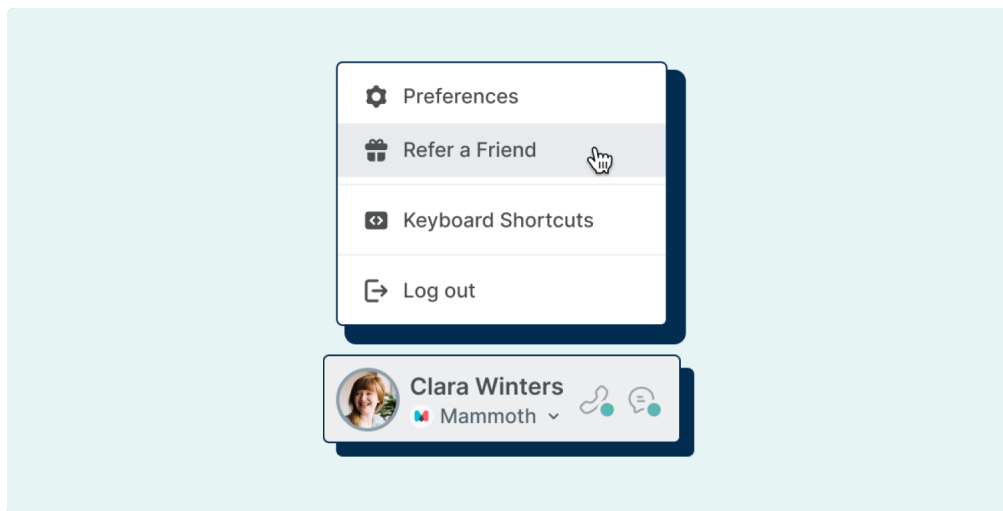 Preferences
Refer a Friend
Keyboard Shortcuts
Log out
Clara Winters
Mammoth